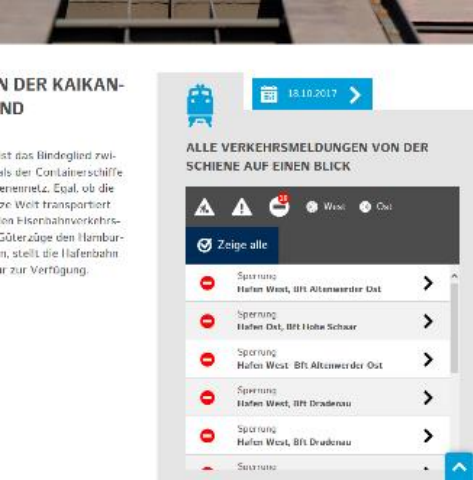 N DER KAIKAN-
ND
ist das Bindeglied zwi-
als der Containerschiffe
enennetz. Egal, ob die
ze Welt transportiert
den Eisenbahnverkehrs-
Güterzüge den Hambur-
n, stellt die Hafenbahn
ur zur Verfügung.
18.10.2017
ALLE VERKEHRSMELDUNGEN VON DER
SCHIENE AUF EINEN BLICK
West
Ost
Zeige alle
Sperrung
Hafen West, Bft Altenwerder Ost
Sperrung
Hafen Ost, Bft Hohe Schaar
Sperrung
Hafen West Bft Altenwerder Ost
Sperrung
Hafen West, Bft Dradenau
Sperrung
Hafen West, Bft Dradenau
Sperrung